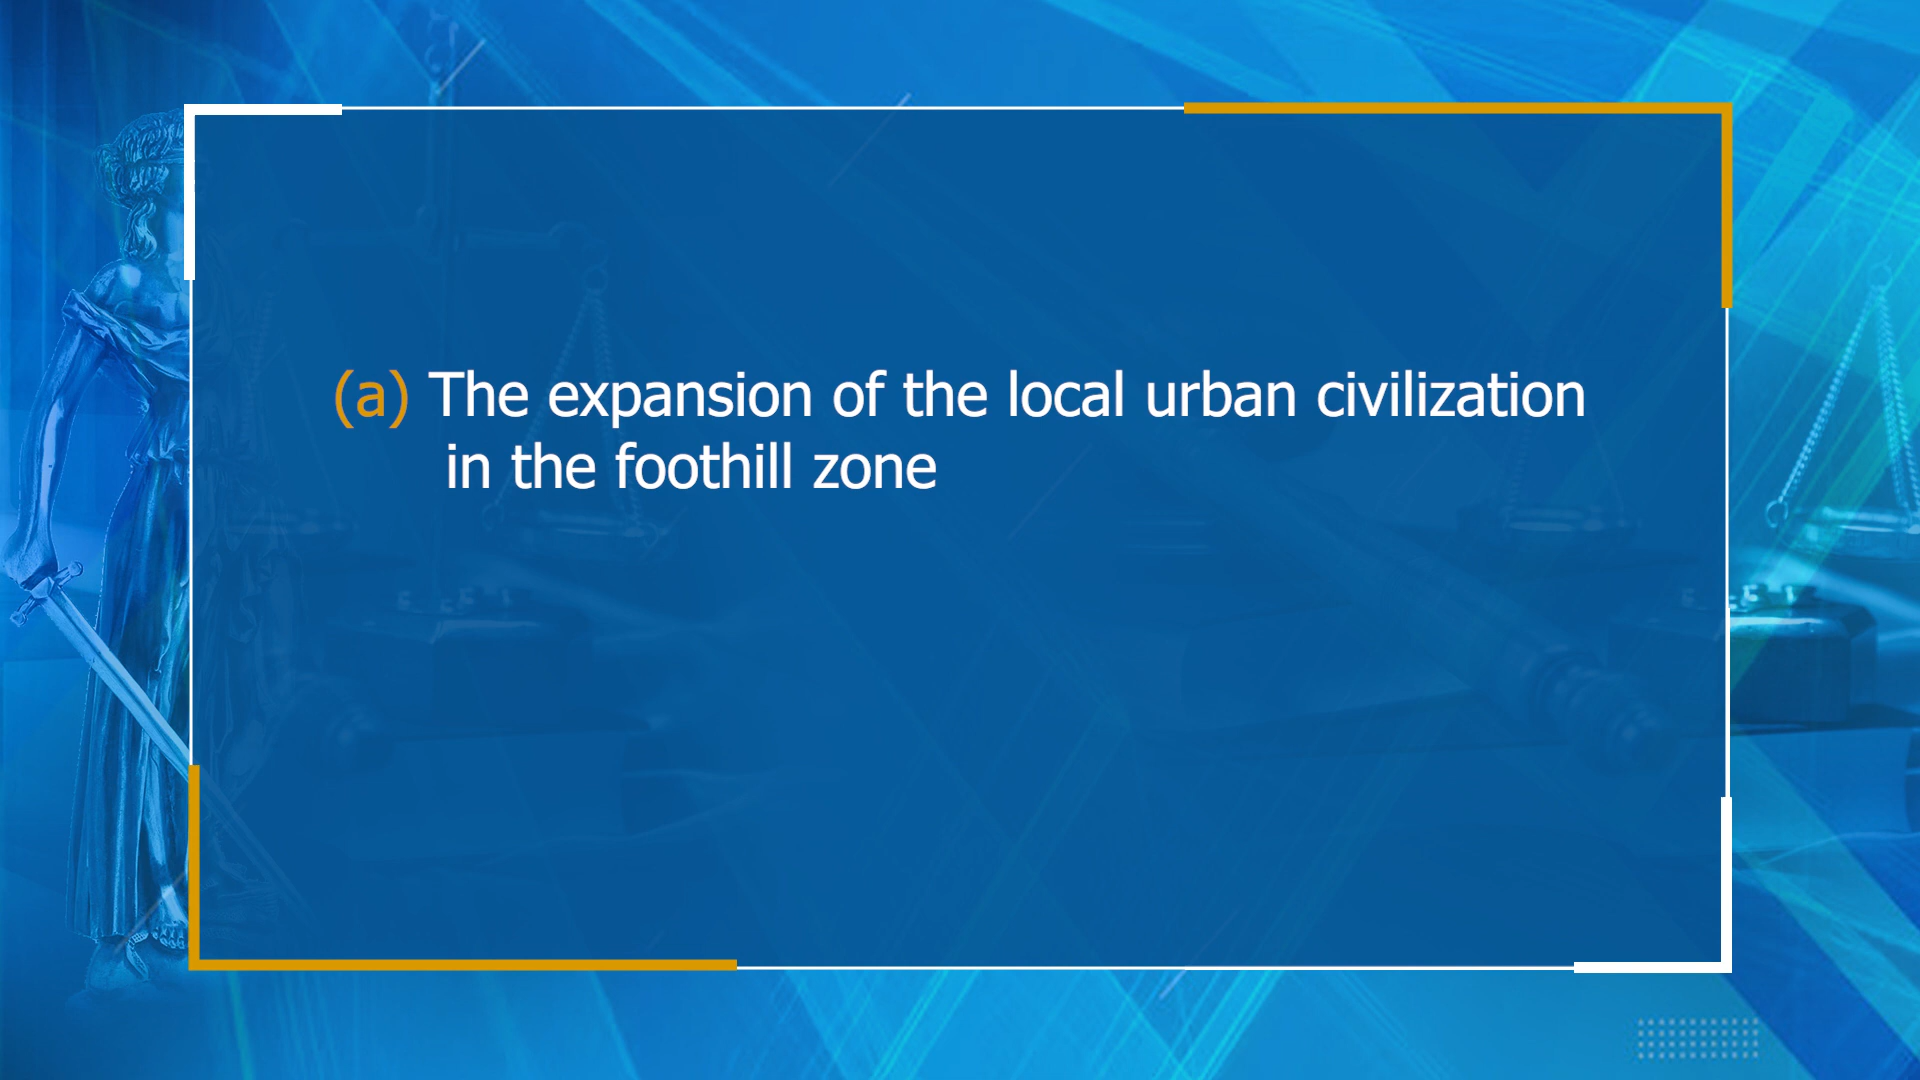 (a) The expansion of the local urban civilization
in the foothill zone